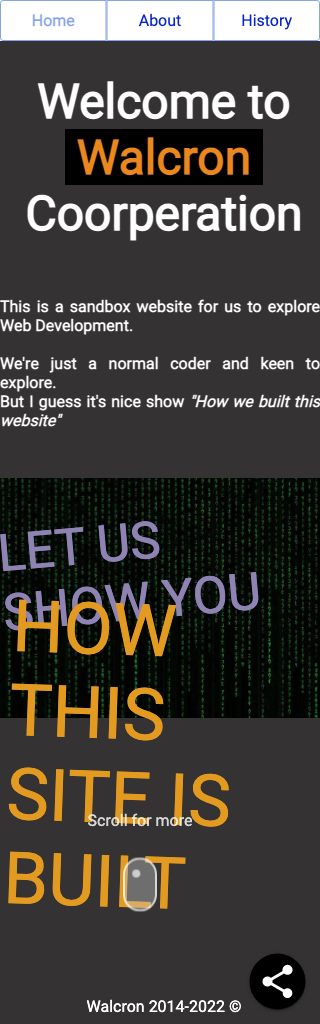 Home About History
Welcome to
Walcron
Coorperation
This is a sandbox website for us to explore
Web Development.
We're just a normal coder and keen to
explore.
But I guess it's nice show "How we built this
website"
LET US
SHOW YOU
HOW
THIS
SITE IS
BUILT
Scroll for more
Walcron 2014-2022 ©